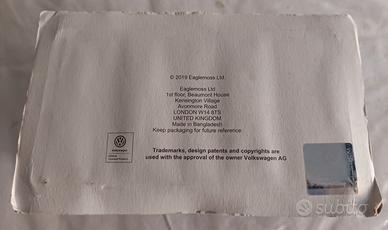 © 2019 Eaglemoss Ltd.
Eaglemoss Ltd
1st floor, Beaumont House
Kensington Village
Avonmore Road
LONDON W14 8TS
UNITED KINGDOM
Made in Bangladesh
Keep packaging for future reference
Volkswagen
Trademarks, design patents and copyrights are
used with the approval of the owner Volkswagen AG
subito